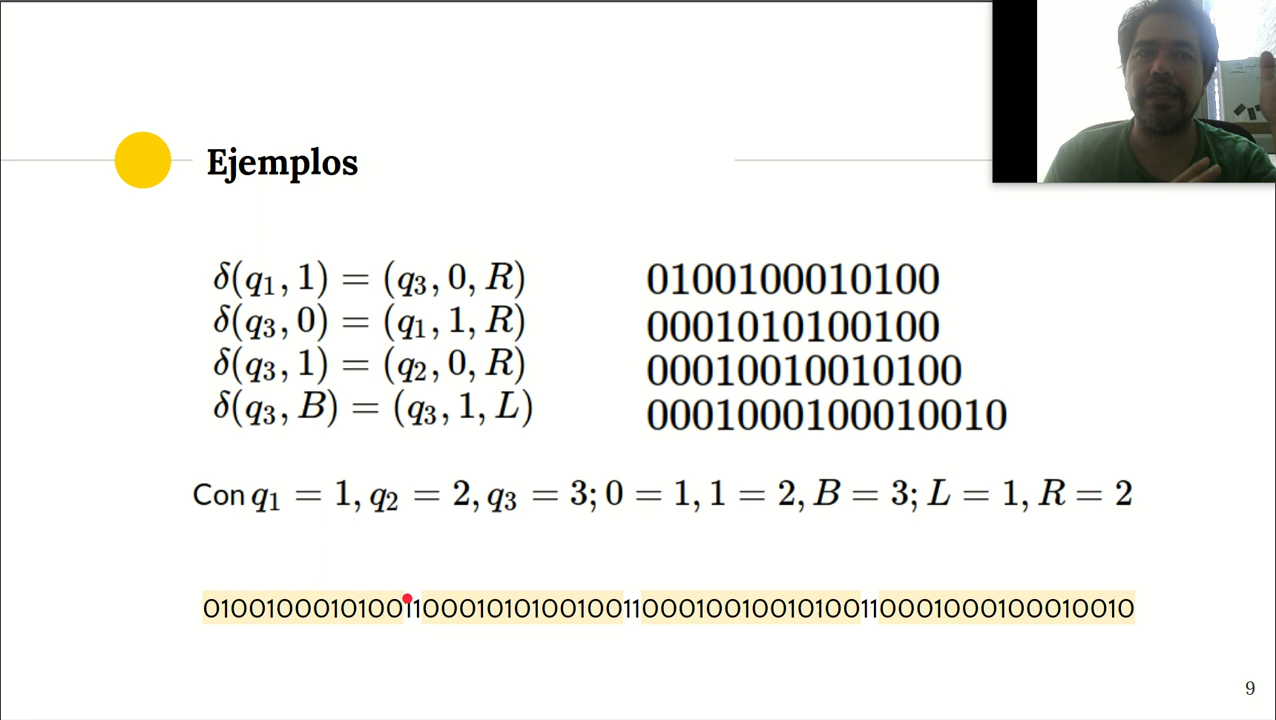 Ejemplos
δ(q₁, 1) = (q₃, 0, R) 0100100010100
δ(q₃, 0) = (q₁, 1, R) 0001010100100
δ(q₃, 1) = (q₂, 0, R) 00010010010100
δ(q₃, B) = (q₃, 1, L) 0001000100010010
Con q₁ = 1, q₂ = 2, q₃ = 3; 0 = 1, 1 = 2, B = 3; L = 1, R = 2
01001000101001100010101001001100010010010100110001000100010010
9